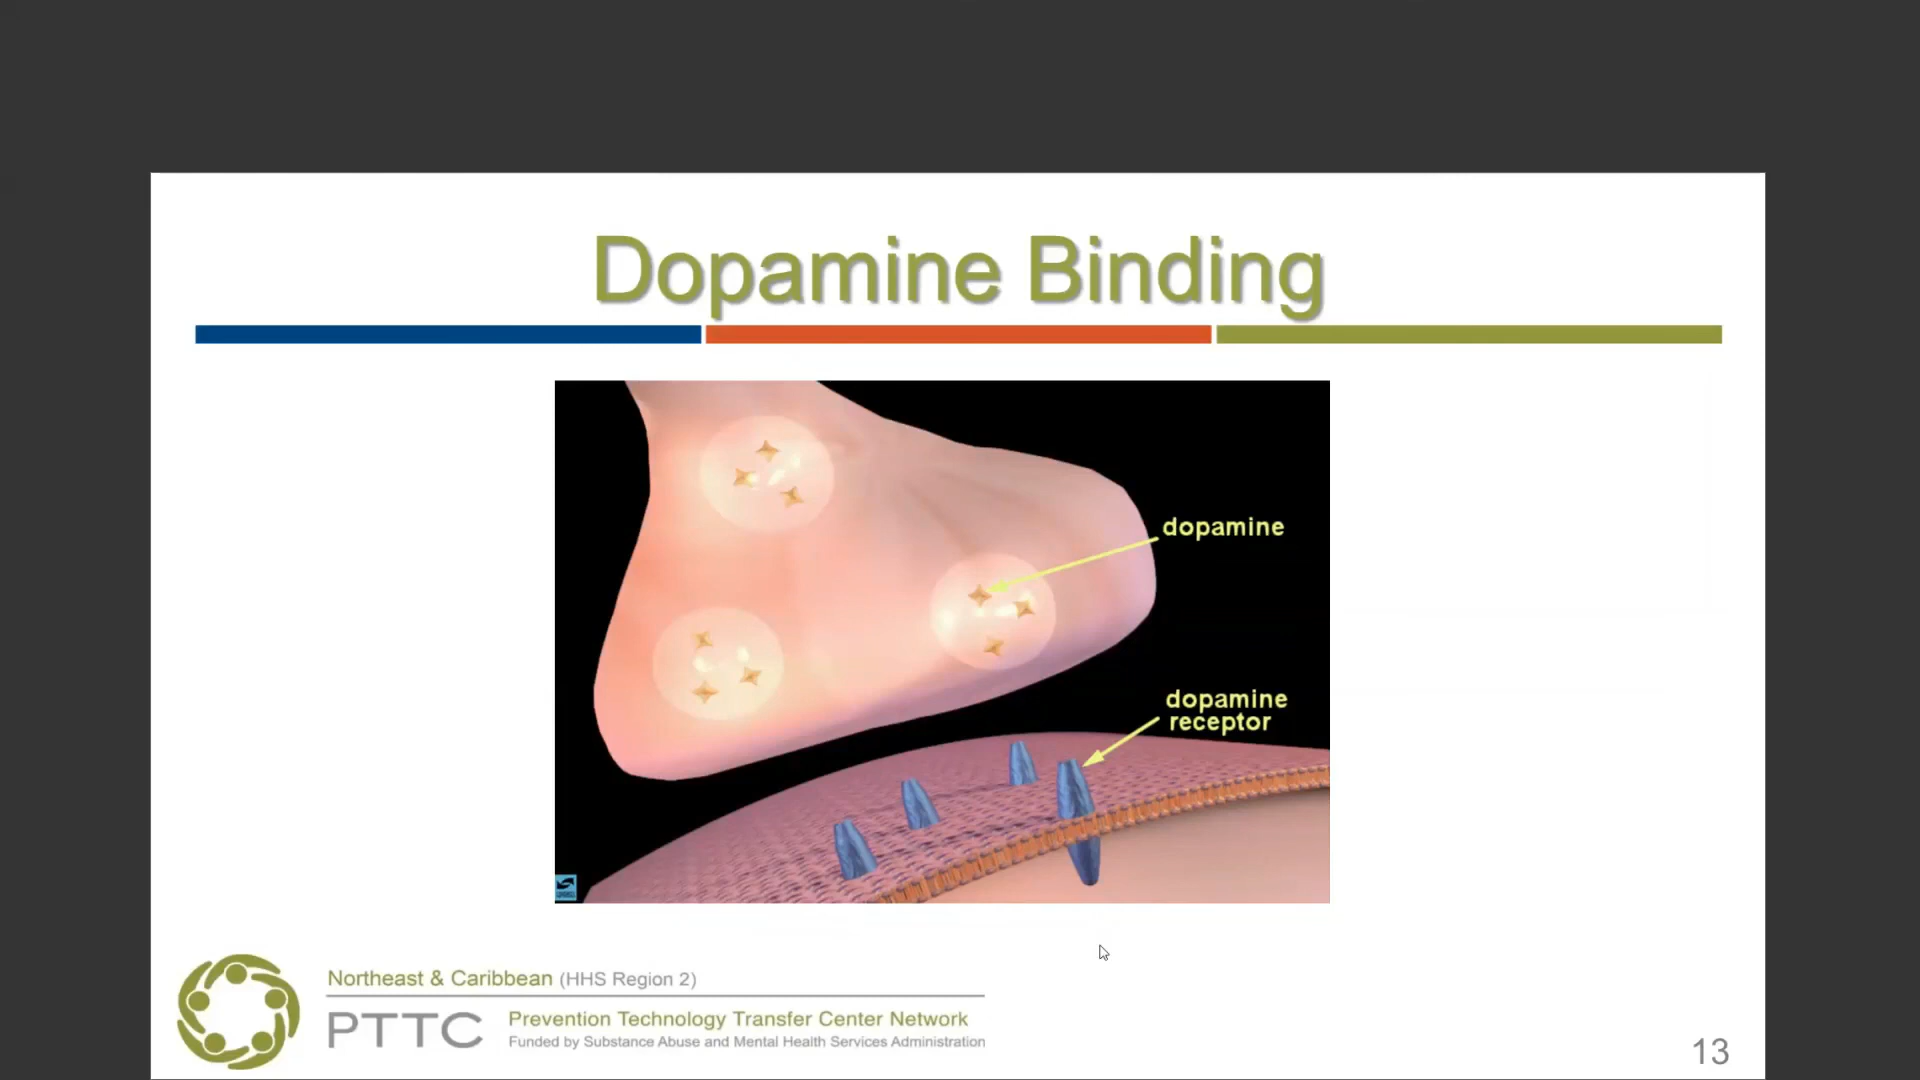 Dopamine Binding
dopamine
dopamine
receptor
Northeast & Caribbean (HHS Region 2)
PTTC
Prevention Technology Transfer Center Network
Funded by Substance Abuse and Mental Health Services Administration
13